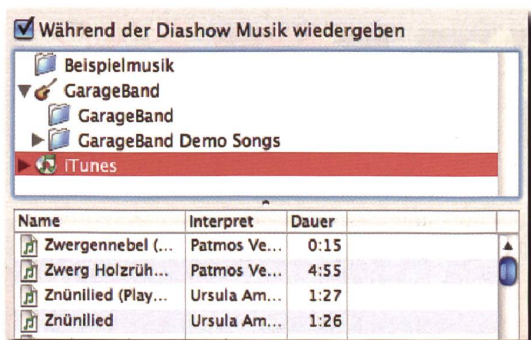 Während der Diashow Musik wiedergeben
Beispielmusik
GarageBand
GarageBand
GarageBand Demo Songs
iTunes
Name Interpret Dauer
Zwergennebel (... Patmos Ve... 0:15
Zwerg Holzrüh... Patmos Ve... 4:55
Znünilied (Play... Ursula Am... 1:27
Znünilied Ursula Am... 1:26